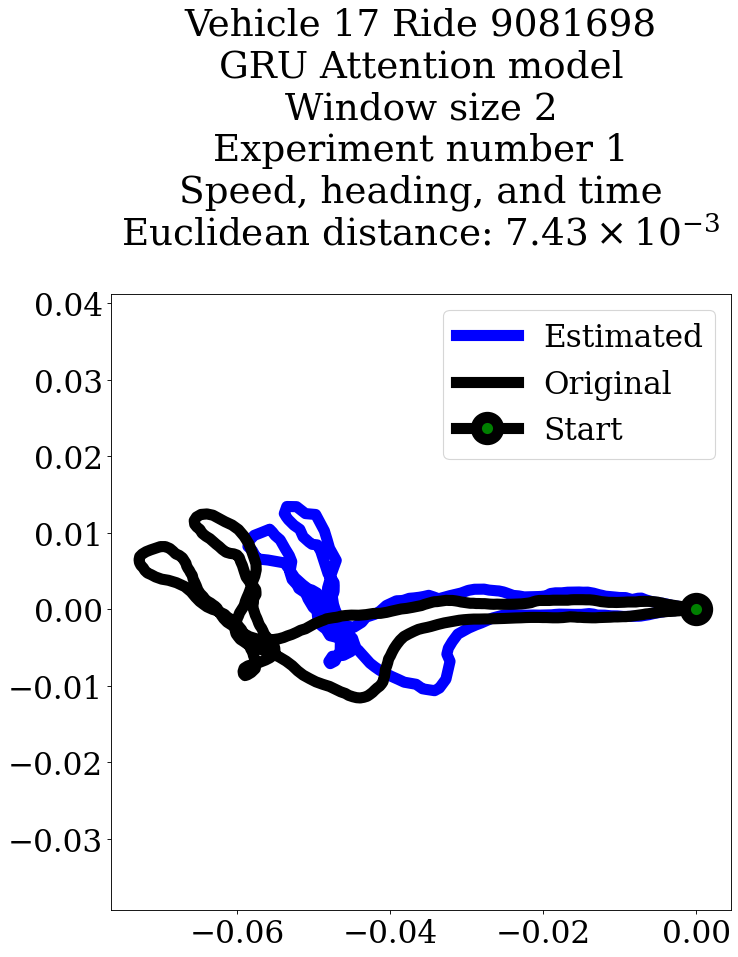 Vehicle 17 Ride 9081698
GRU Attention model
Window size 2
Experiment number 1
Speed, heading, and time
Euclidean distance: 7.43 × 10⁻³
Estimated
Original
Start
0.04
0.03
0.02
0.01
0.00
−0.01
−0.02
−0.03
−0.06 −0.04 −0.02 0.00